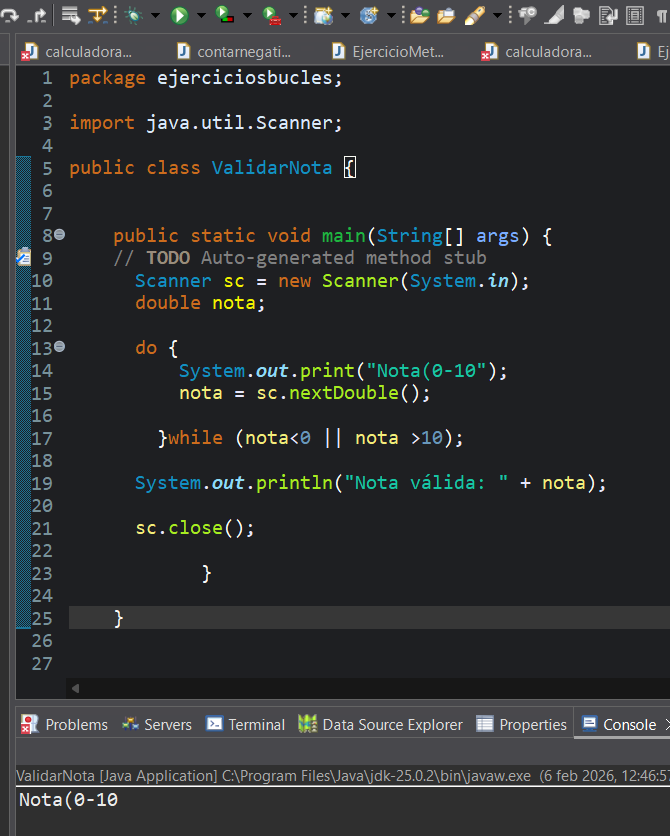 calculadora...
contarnegati...
EjercicioMet...
calculadora...
Ej
1 package ejerciciosbucles;
2
3 import java.util.Scanner;
4
5 public class ValidarNota {
6
7
8 public static void main(String[] args) {
9 // TODO Auto-generated method stub
10 Scanner sc = new Scanner(System.in);
11 double nota;
12
13 do {
14 System.out.print("Nota(0-10");
15 nota = sc.nextDouble();
16
17 }while (nota<0 || nota >10);
18
19 System.out.println("Nota válida: " + nota);
20
21 sc.close();
22
23 }
24
25 }
26
27
Problems Servers Terminal Data Source Explorer Properties Console
ValidarNota [Java Application] C:\Program Files\Java\jdk-25.0.2\bin\javaw.exe (6 feb 2026, 12:46:57
Nota(0-10